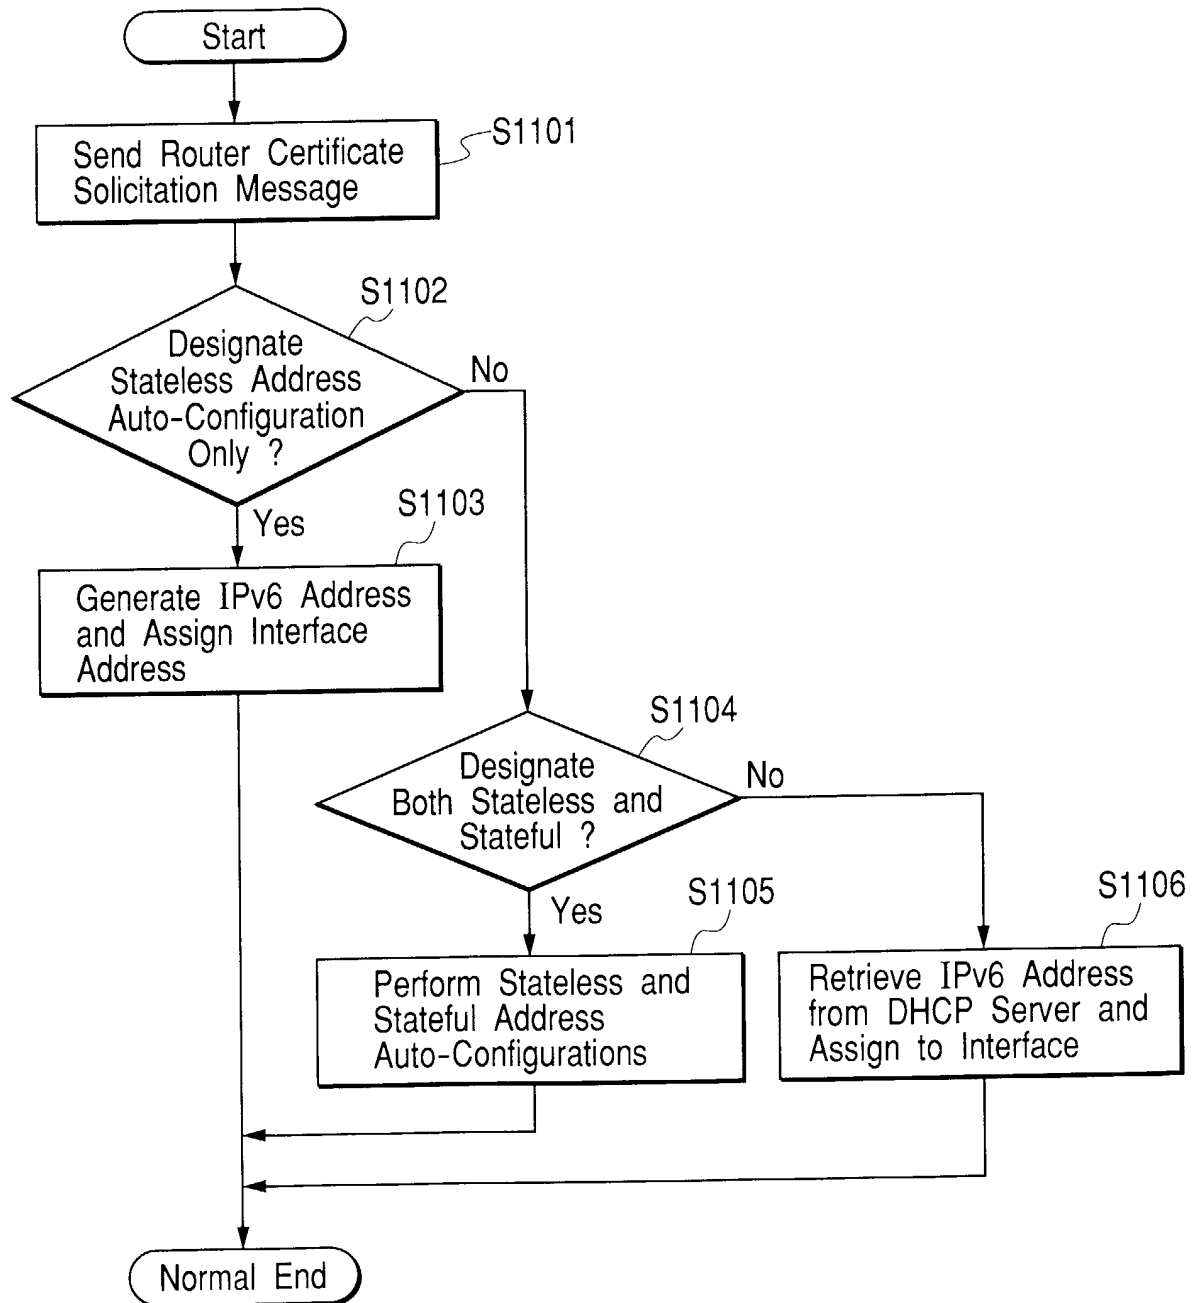 Start
Send Router Certificate
Solicitation Message
S1101
S1102
Designate
Stateless Address
Auto-Configuration
Only ?
No
Yes
S1103
Generate IPv6 Address
and Assign Interface
Address
S1104
Designate
Both Stateless and
Stateful ?
No
Yes
S1105
Perform Stateless and
Stateful Address
Auto-Configurations
S1106
Retrieve IPv6 Address
from DHCP Server and
Assign to Interface
Normal End